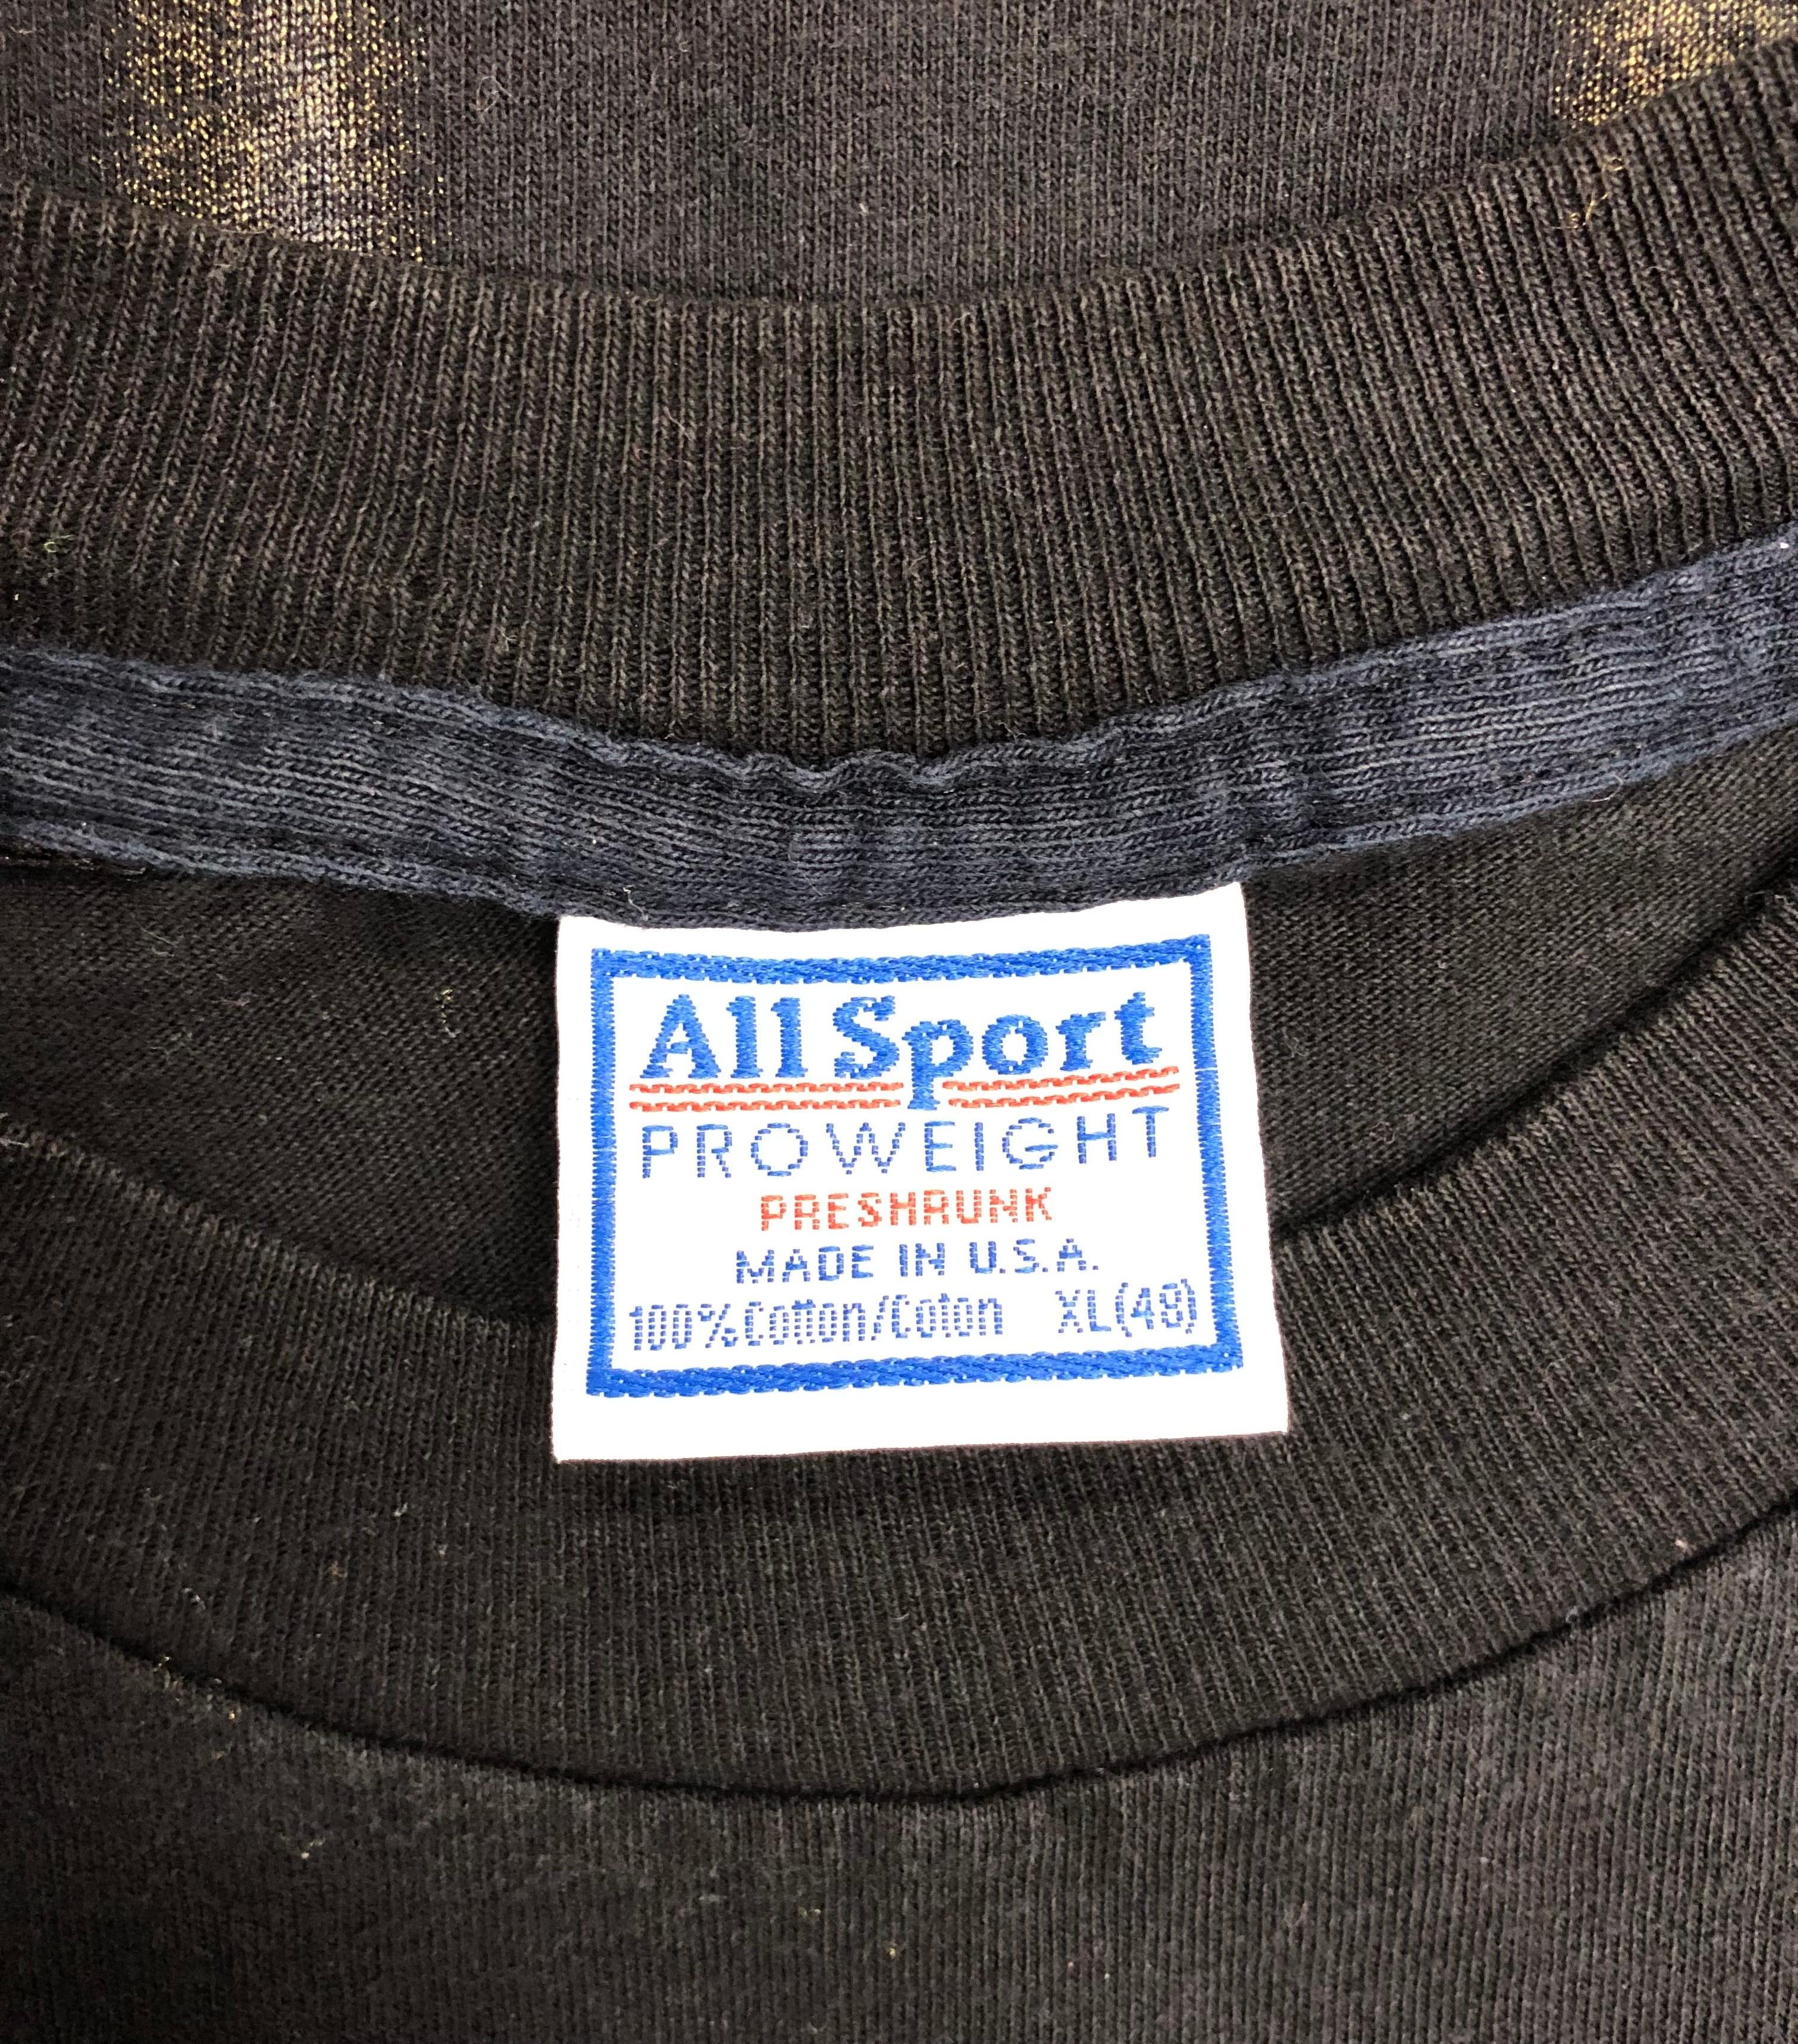 All Sport
PROWEIGHT
PRESHRUNK
MADE IN U.S.A.
100% Cotton/Coton XL(49)